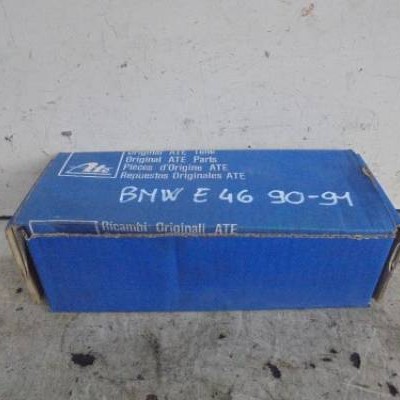 Original ATE Teile
Original ATE Parts
Pièces d'Origine ATE
Repuestos Originales ATE
Ate
BMW E 46 90-91
Ricambi Originali ATE